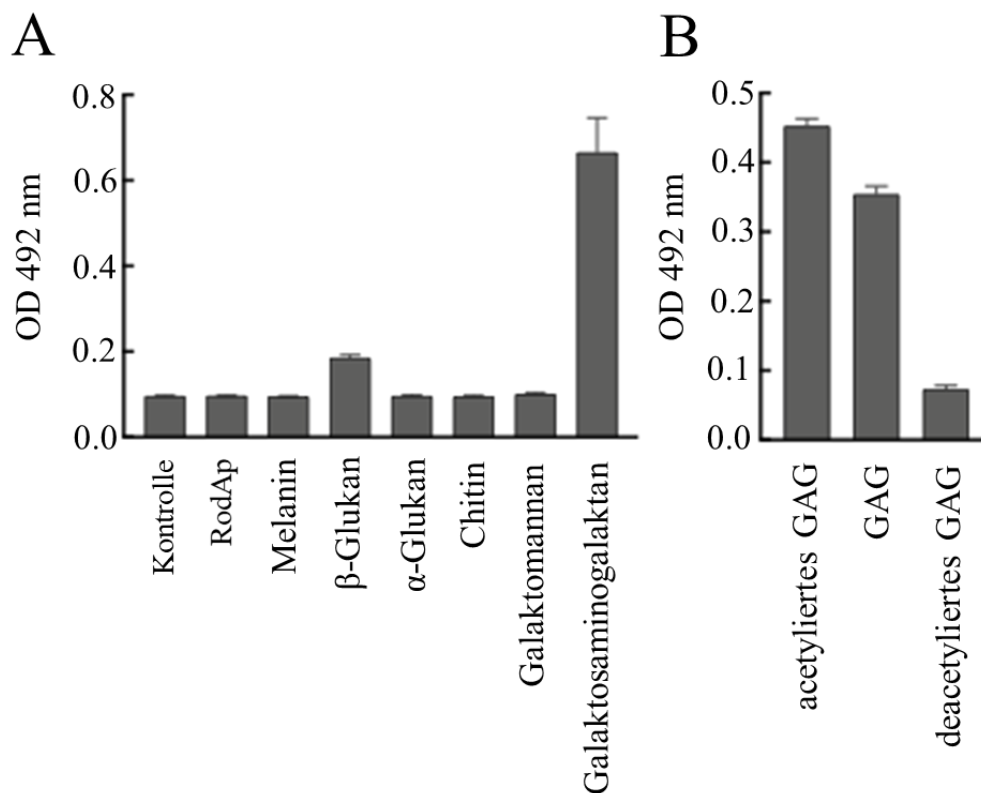 A
OD 492 nm
0.8
0.6
0.4
0.2
0.0
Kontrolle
RodAp
Melanin
β-Glukan
α-Glukan
Chitin
Galaktomannan
Galaktosaminogalaktan
B
OD 492 nm
0.5
0.4
0.3
0.2
0.1
0.0
acetyliertes GAG
GAG
deacetyliertes GAG